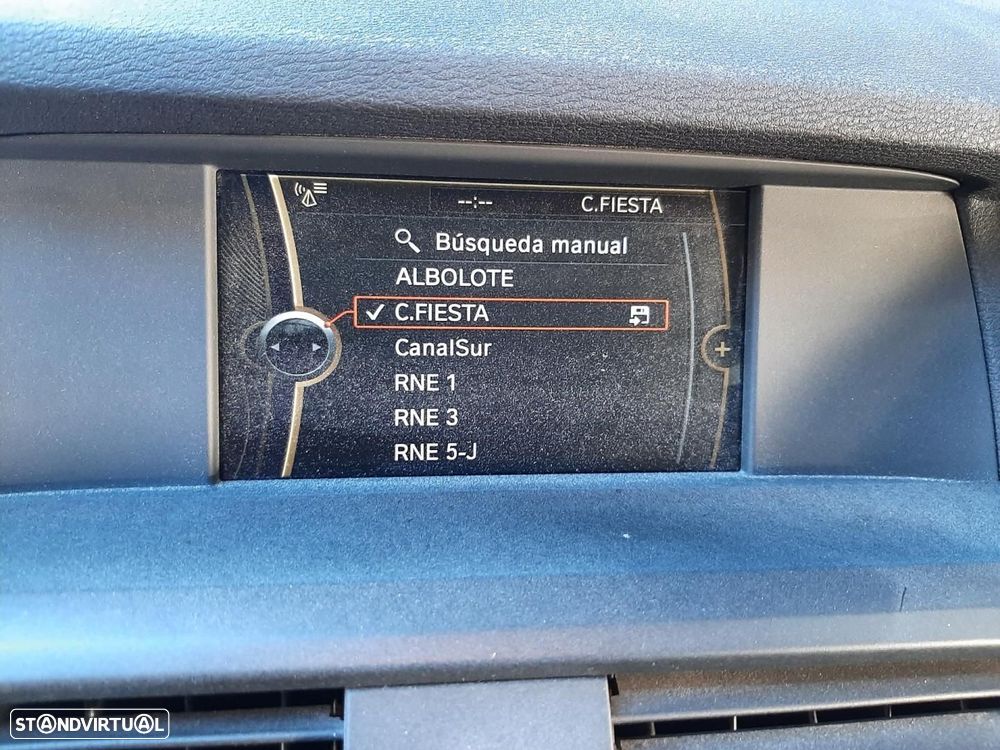 --:--
C.FIESTA
Búsqueda manual
ALBOLOTE
C.FIESTA
CanalSur
RNE 1
RNE 3
RNE 5-J
STANDVIRTUAL